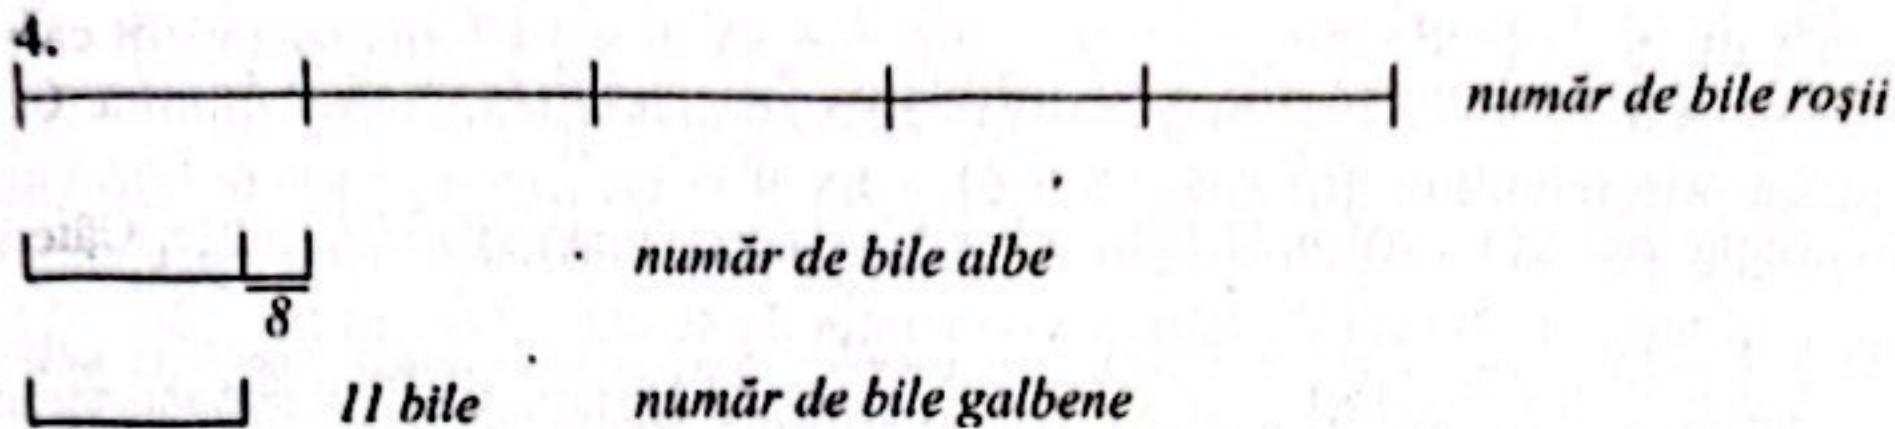 4.
număr de bile roșii
număr de bile albe
8
11 bile număr de bile galbene